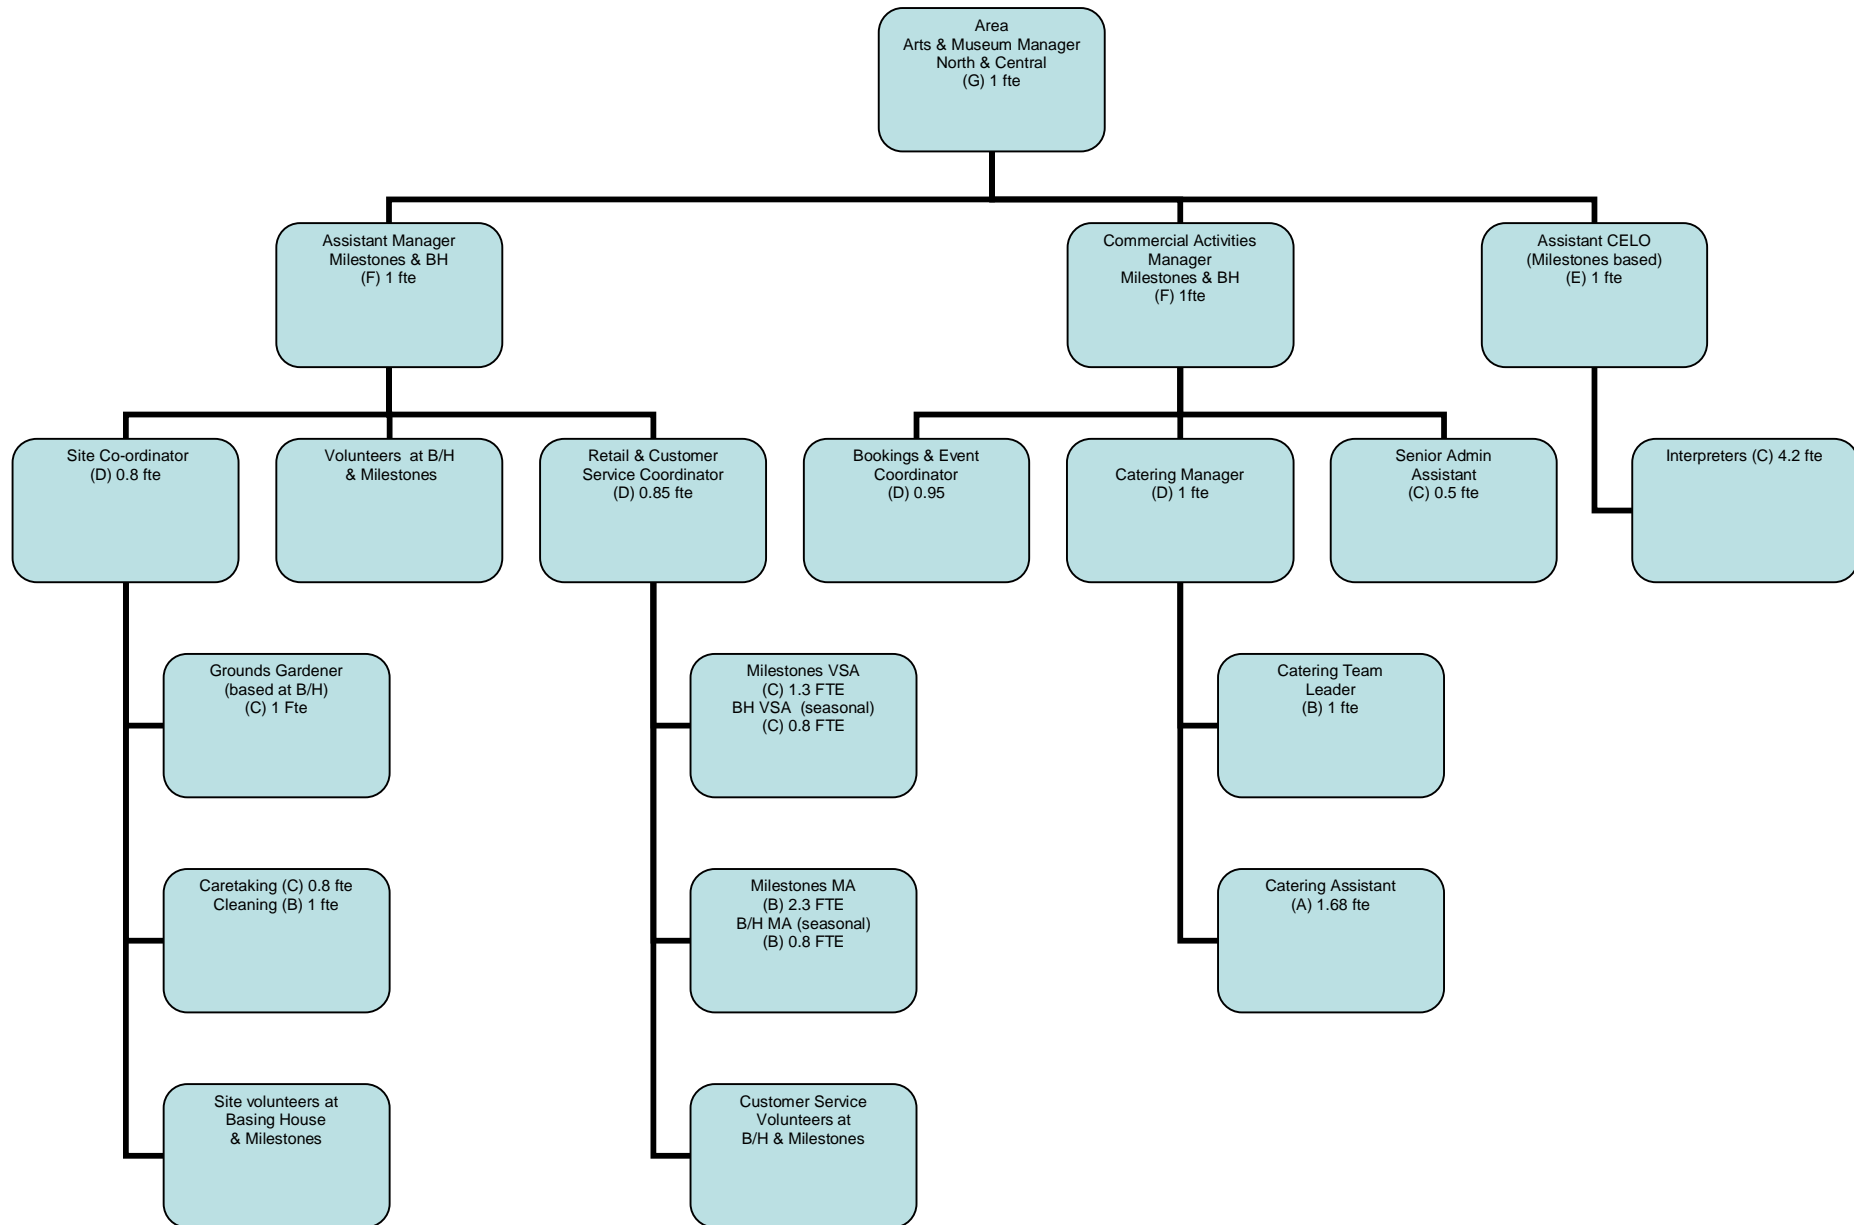 Area
Arts & Museum Manager
North & Central
(G) 1 fte
Assistant Manager
Milestones & BH
(F) 1 fte
Commercial Activities
Manager
Milestones & BH
(F) 1fte
Assistant CELO
(Milestones based)
(E) 1 fte
Site Co-ordinator
(D) 0.8 fte
Volunteers at B/H
& Milestones
Retail & Customer
Service Coordinator
(D) 0.85 fte
Bookings & Event
Coordinator
(D) 0.95
Catering Manager
(D) 1 fte
Senior Admin
Assistant
(C) 0.5 fte
Interpreters (C) 4.2 fte
Grounds Gardener
(based at B/H)
(C) 1 Fte
Milestones VSA
(C) 1.3 FTE
BH VSA (seasonal)
(C) 0.8 FTE
Catering Team
Leader
(B) 1 fte
Caretaking (C) 0.8 fte
Cleaning (B) 1 fte
Milestones MA
(B) 2.3 FTE
B/H MA (seasonal)
(B) 0.8 FTE
Catering Assistant
(A) 1.68 fte
Site volunteers at
Basing House
& Milestones
Customer Service
Volunteers at
B/H & Milestones